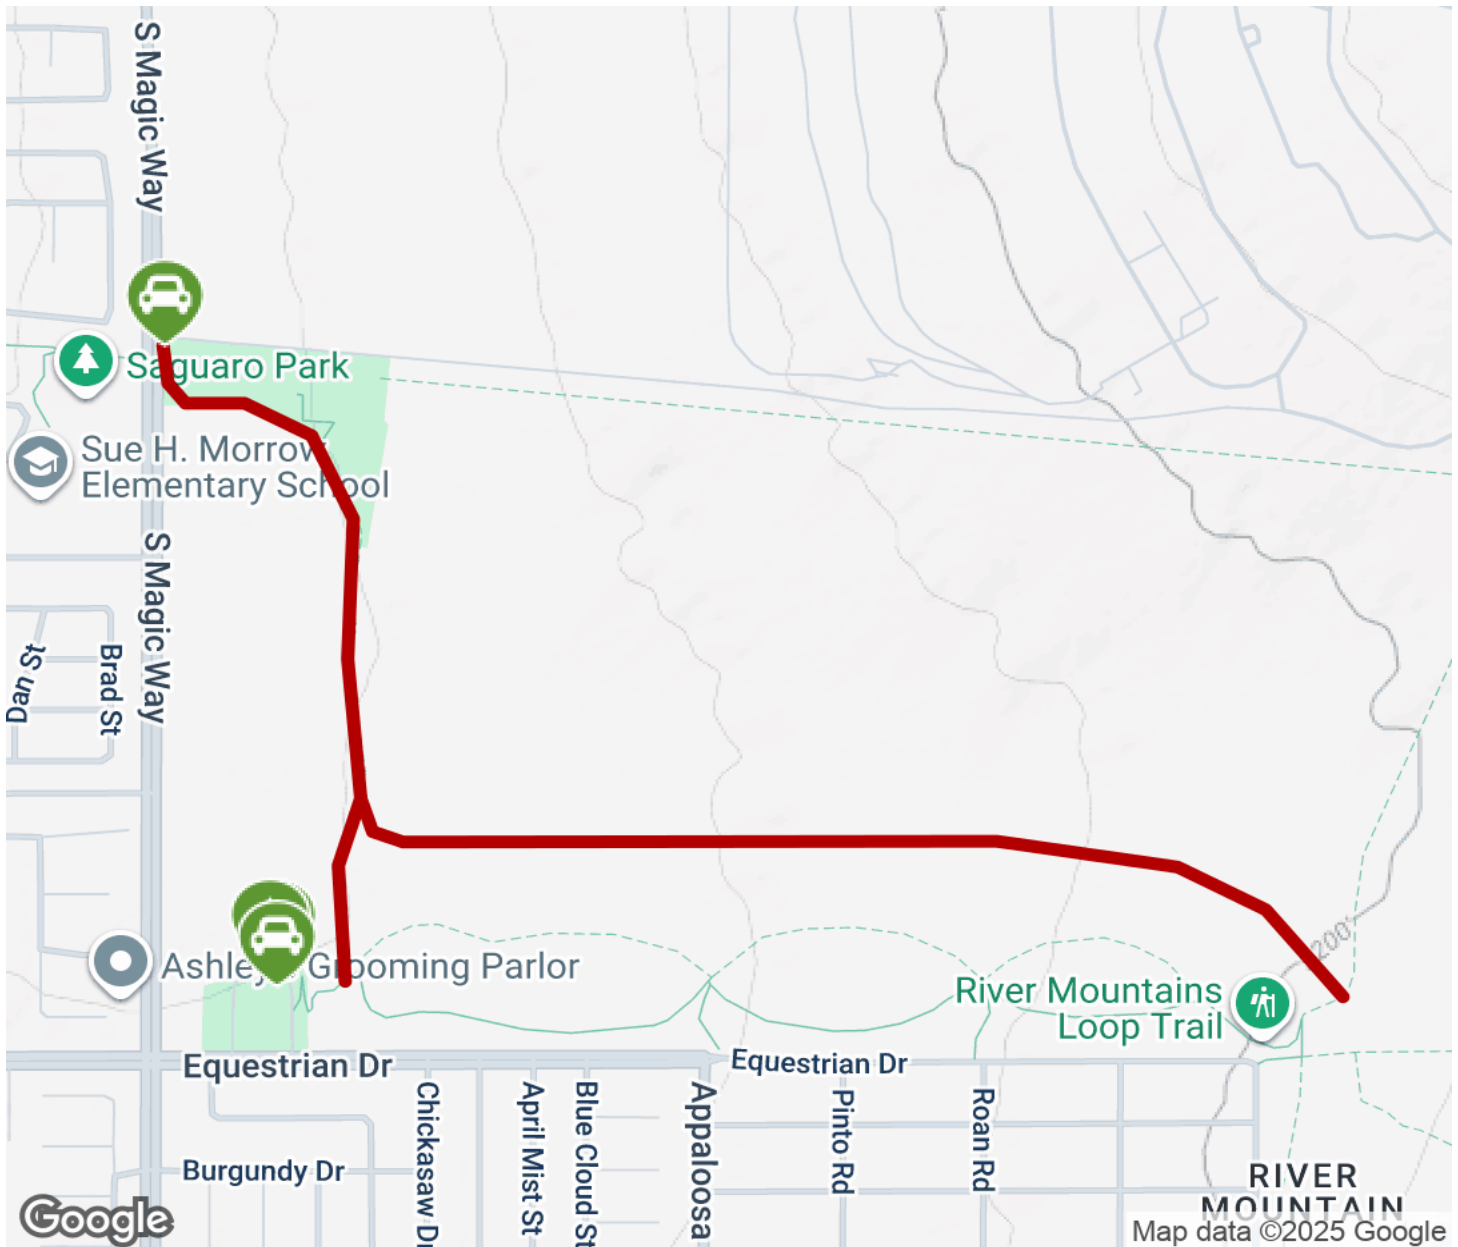 S Magic Way
Saguaro Park
Sue H. Morrow
Elementary School
S Magic Way
Dan St
Brad St
Ashley's Grooming Parlor
200'
River Mountains
Loop Trail
Equestrian Dr
Equestrian Dr
Chickasaw Dr
April Mist St
Blue Cloud St
Appaloosa
Pinto Rd
Roan Rd
Burgundy Dr
RIVER
MOUNTAIN
Google
Map data ©2025 Google